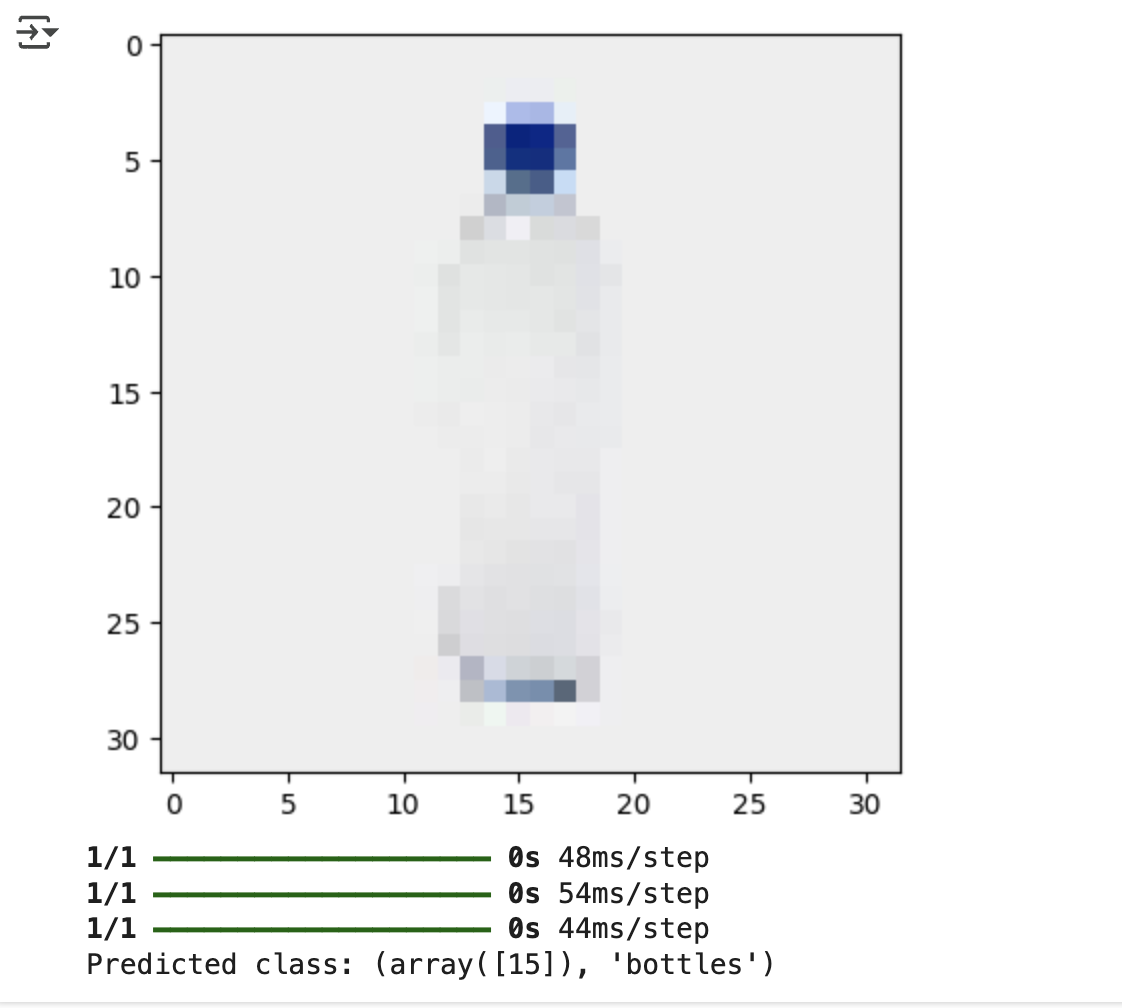 0
5
10
15
20
25
30
0 5 10 15 20 25 30
1/1 0s 48ms/step
1/1 0s 54ms/step
1/1 0s 44ms/step
Predicted class: (array([15]), 'bottles')